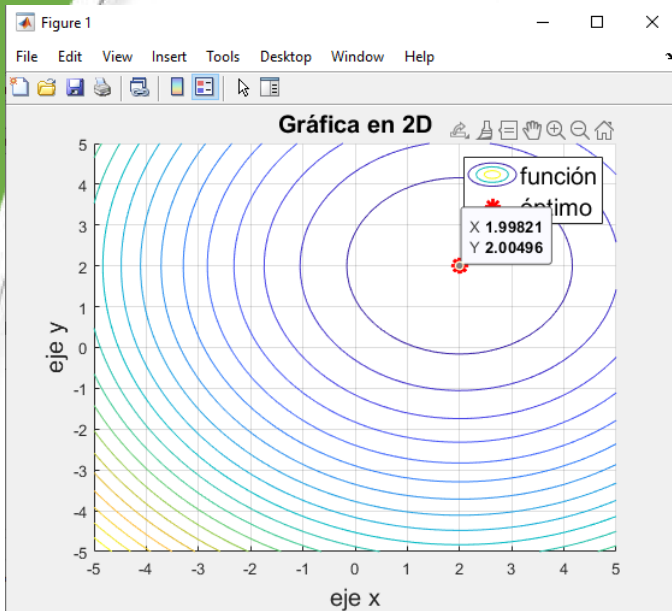 Figure 1
File Edit View Insert Tools Desktop Window Help
Gráfica en 2D
función
óptimo
X 1.99821
Y 2.00496
eje y
5
4
3
2
1
0
-1
-2
-3
-4
-5
-5 -4 -3 -2 -1 0 1 2 3 4 5
eje x